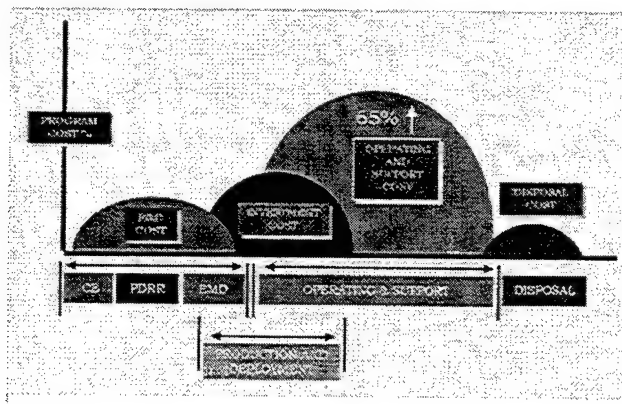 PROGRAM
COST %
65%
OPERATING
AND
SUPPORT
COST
DISPOSAL
COST
R&D
COST
INVESTMENT
COST
CE
PDRR
EMD
OPERATING & SUPPORT
DISPOSAL
PRODUCTION AND
DEPLOYMENT